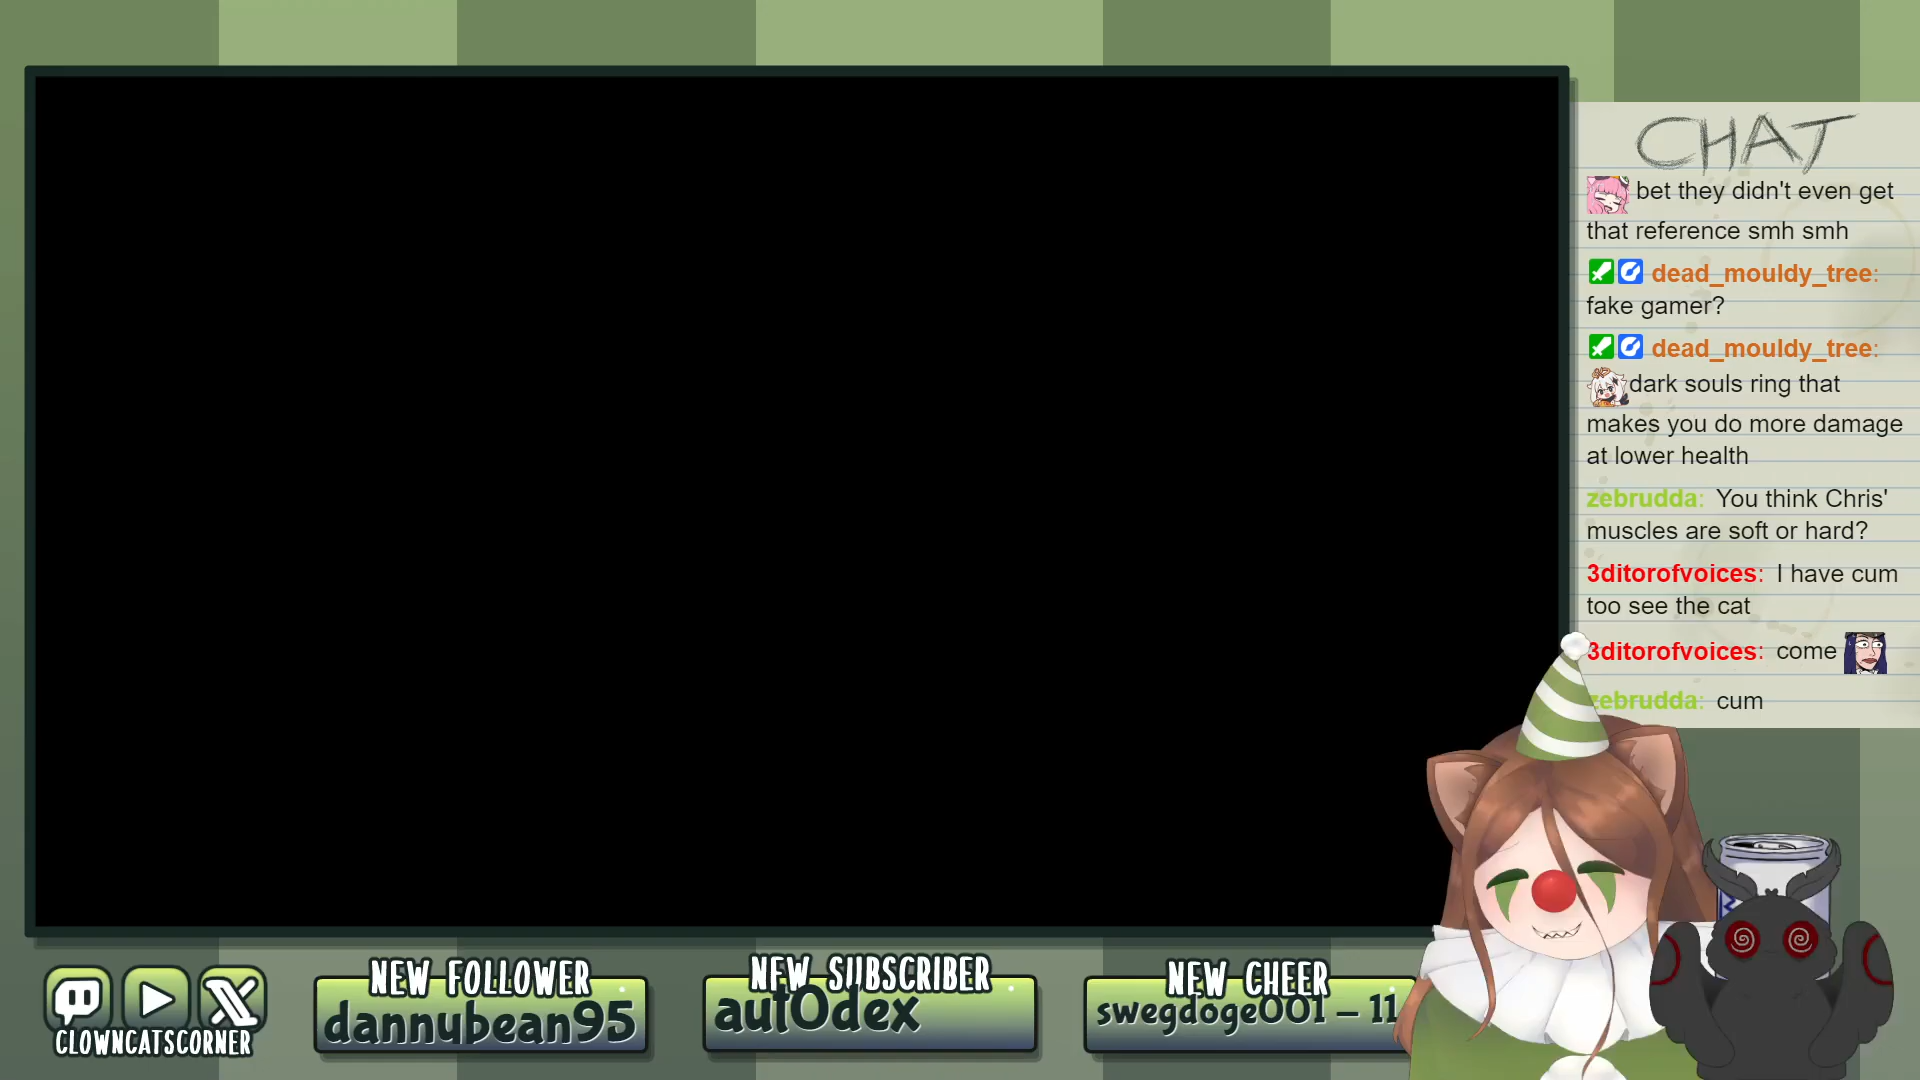 CHAT
bet they didn't even get
that reference smh smh
dead_mouldy_tree:
fake gamer?
dead_mouldy_tree:
dark souls ring that
makes you do more damage
at lower health
zebrudda: You think Chris'
muscles are soft or hard?
3ditorofvoices: I have cum
too see the cat
3ditorofvoices: come
zebrudda: cum
NEW FOLLOWER
dannubean95
NEW SUBSCRIBER
aut0dex
NEW CHEER
swegdoge001 - 11
CLOWNCATSCORNER